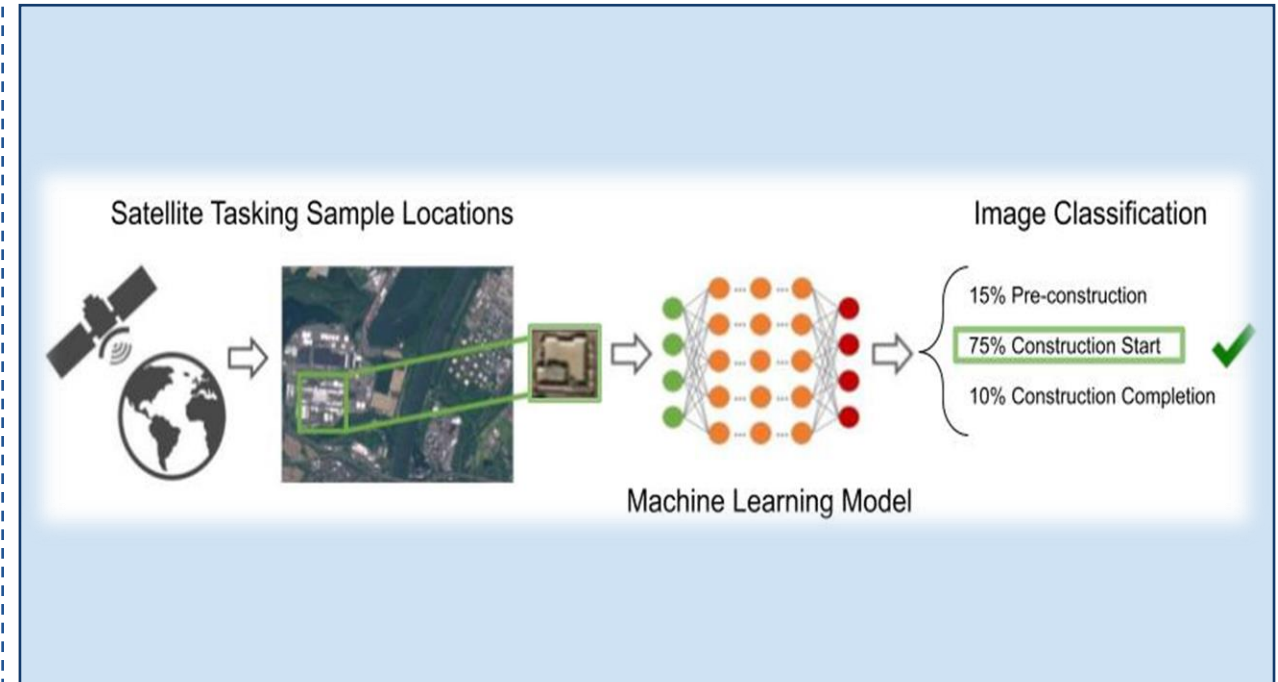 Satellite Tasking Sample Locations
Image Classification
15% Pre-construction
75% Construction Start
10% Construction Completion
Machine Learning Model